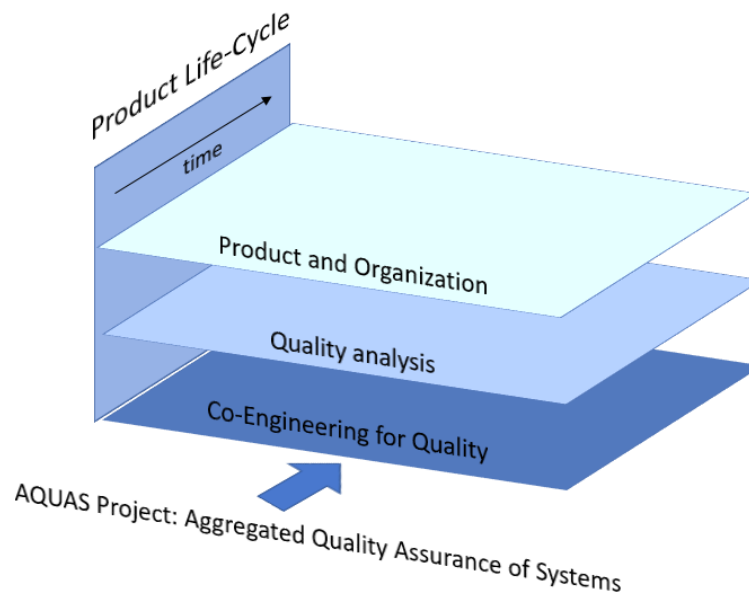 Product Life-Cycle
time
Product and Organization
Quality analysis
Co-Engineering for Quality
AQUAS Project: Aggregated Quality Assurance of Systems